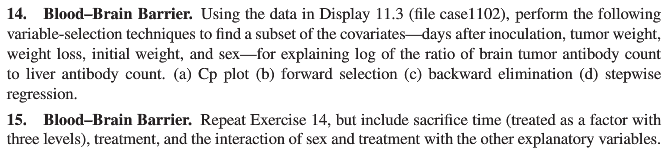 14. Blood–Brain Barrier. Using the data in Display 11.3 (file case1102), perform the following
variable-selection techniques to find a subset of the covariates—days after inoculation, tumor weight,
weight loss, initial weight, and sex—for explaining log of the ratio of brain tumor antibody count
to liver antibody count. (a) Cp plot (b) forward selection (c) backward elimination (d) stepwise
regression.
15. Blood–Brain Barrier. Repeat Exercise 14, but include sacrifice time (treated as a factor with
three levels), treatment, and the interaction of sex and treatment with the other explanatory variables.